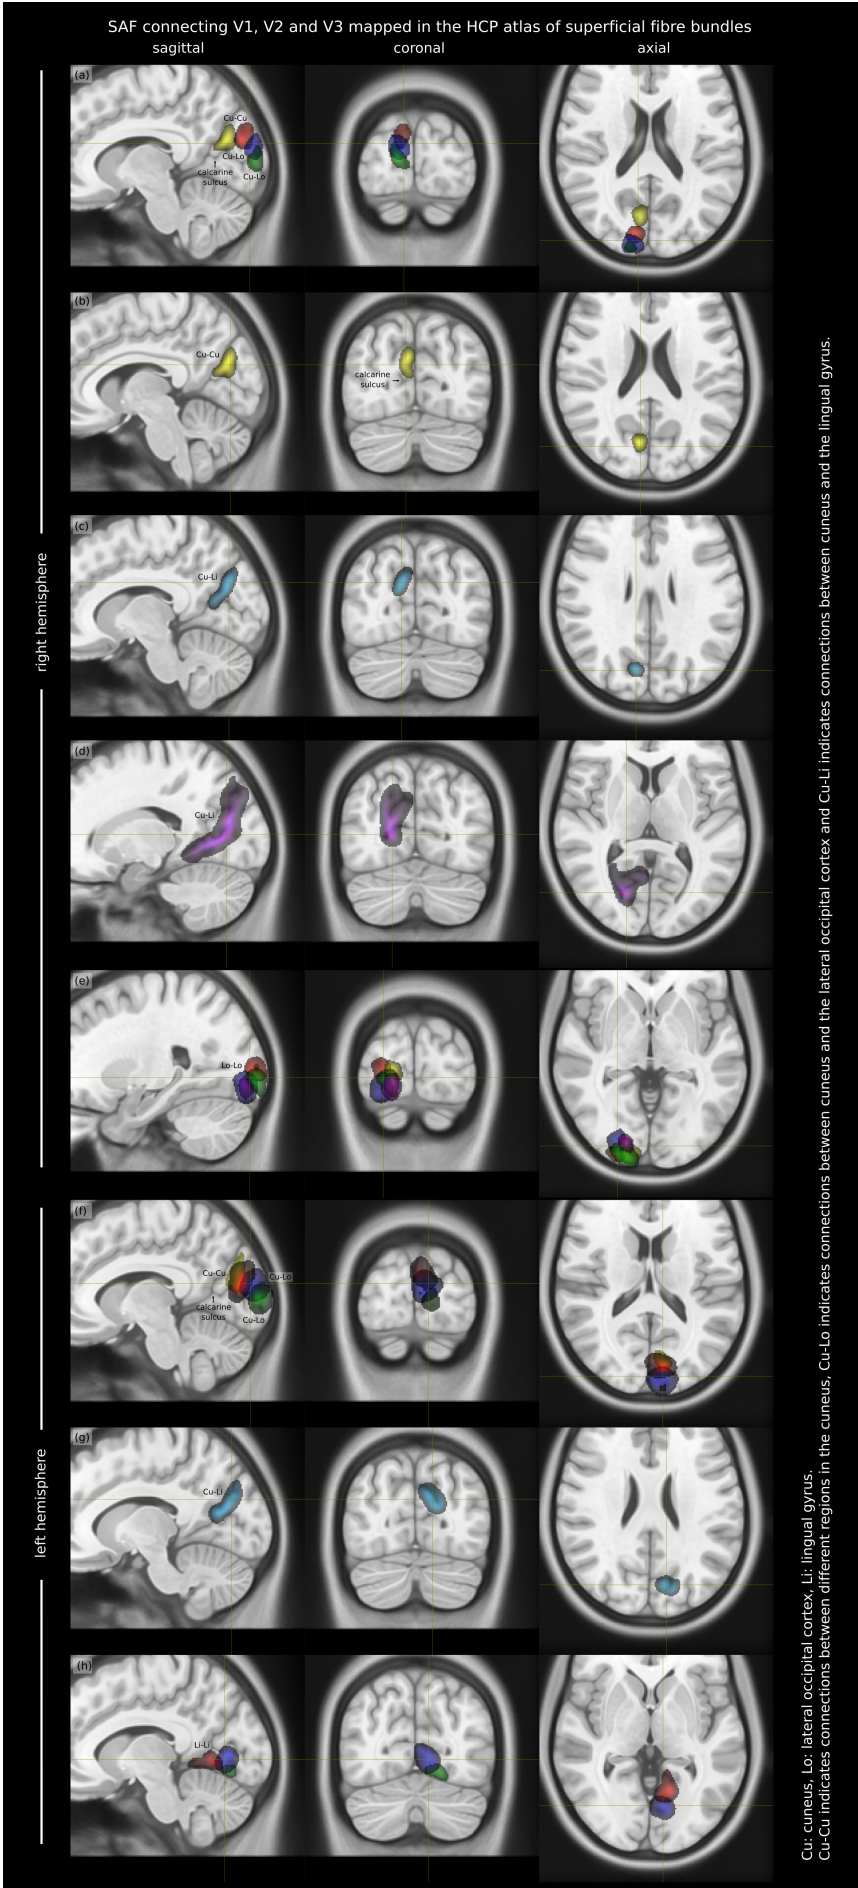 SAF connecting V1, V2 and V3 mapped in the HCP atlas of superficial fibre bundles
sagittal coronal axial
right hemisphere
(a)
Cu-Cu
Cu-Lo
calcarine
sulcus
Cu-Lo
(b)
Cu-Cu
calcarine
sulcus
(c)
Cu-Li
(d)
Cu-Li
(e)
Lo-Lo
left hemisphere
(f)
Cu-Cu
Cu-Lo
calcarine
sulcus
Cu-Lo
(g)
Cu-Li
(h)
Li-Li
Cu: cuneus, Lo: lateral occipital cortex, Li: lingual gyrus.
Cu-Cu indicates connections between different regions in the cuneus, Cu-Lo indicates connections between cuneus and the lateral occipital cortex and Cu-Li indicates connections between cuneus and the lingual gyrus.